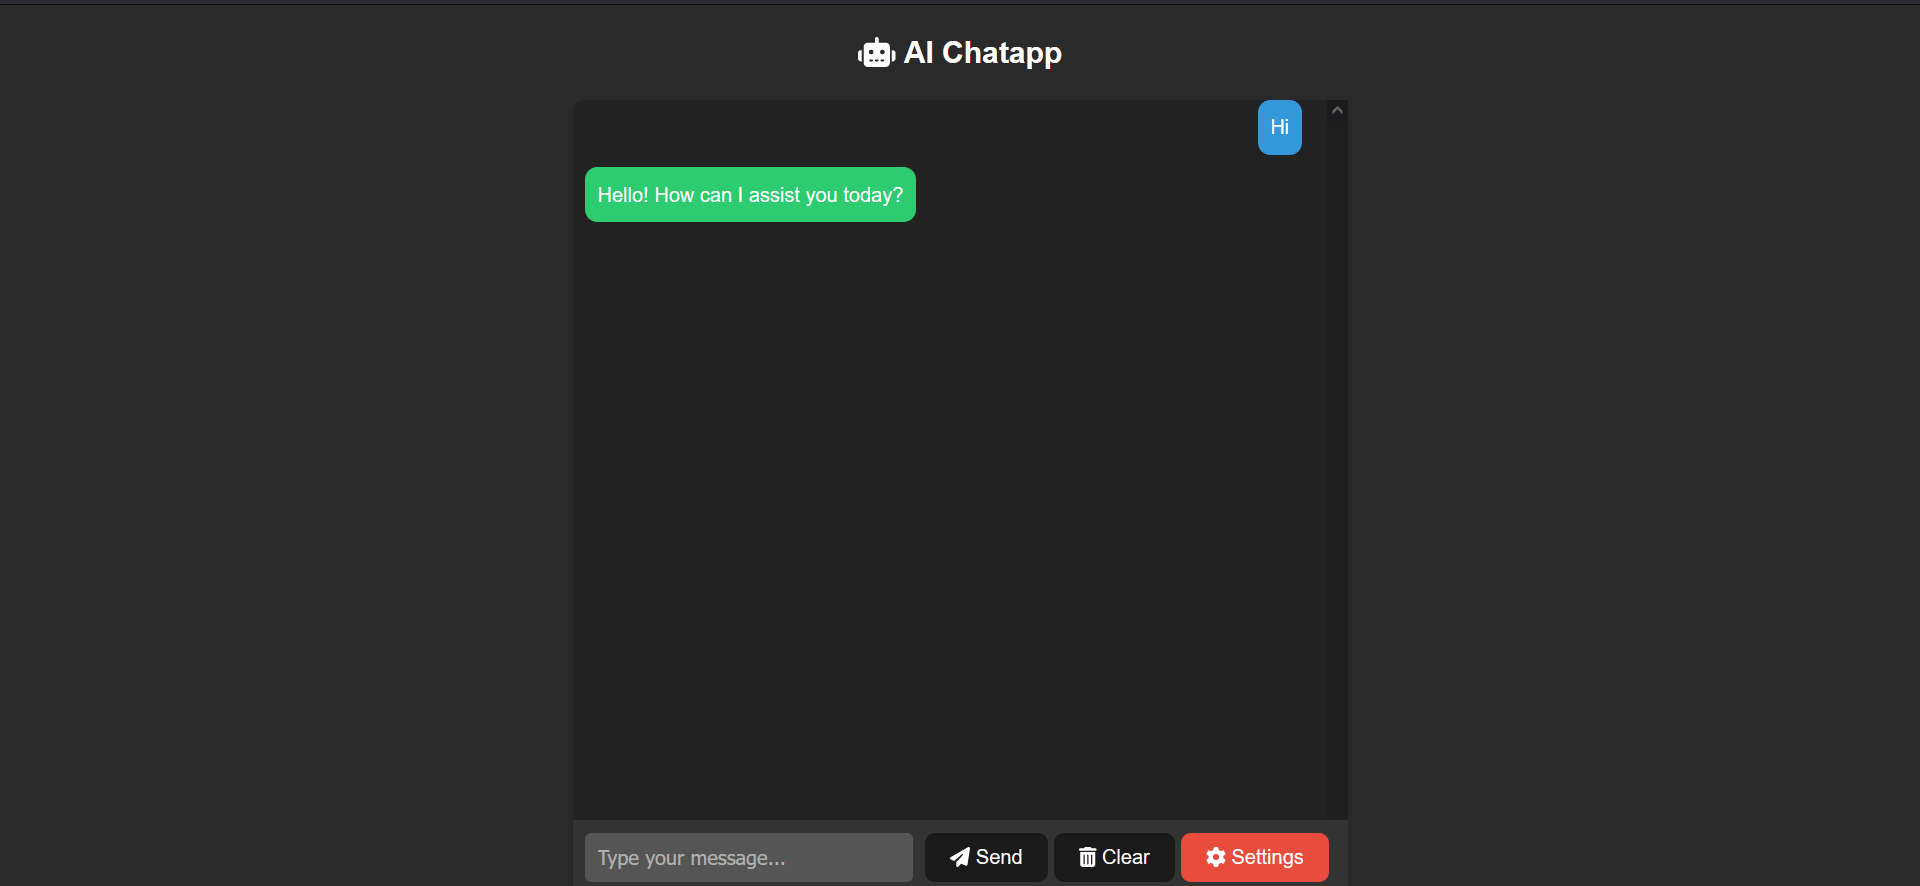 AI Chatapp
Hi
Hello! How can I assist you today?
Type your message...
Send
Clear
Settings